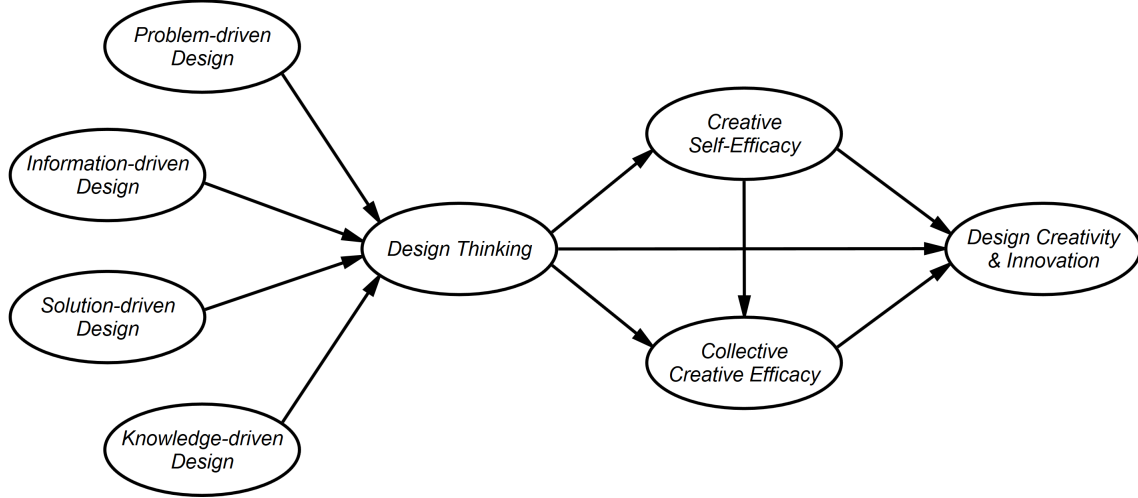 Problem-driven
Design
Information-driven
Design
Solution-driven
Design
Knowledge-driven
Design
Design Thinking
Creative
Self-Efficacy
Collective
Creative Efficacy
Design Creativity
& Innovation